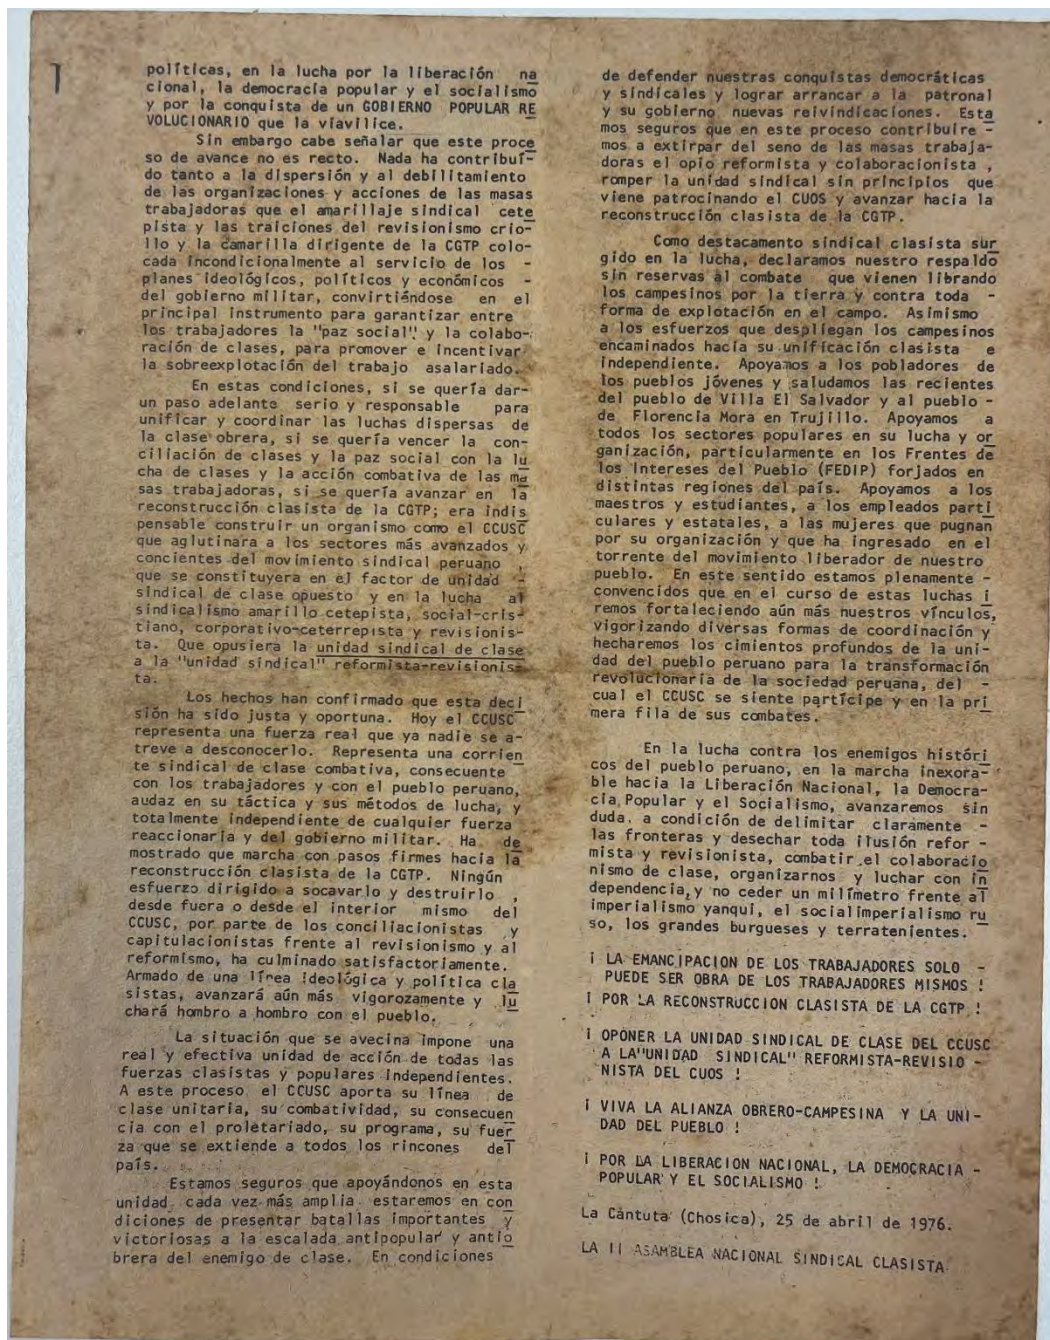 políticas, en la lucha por la liberación na
cional, la democracia popular y el socialismo
y por la conquista de un GOBIERNO POPULAR RE
VOLUCIONARIO que la viavilice.
Sin embargo cabe señalar que este proce
so de avance no es recto. Nada ha contribuí-
do tanto a la dispersión y al debilitamiento
de las organizaciones y acciones de las masas
trabajadoras que el amarillaje sindical cete
pista y las traiciones del revisionismo crio-
llo y la camarilla dirigente de la CGTP colo-
cada incondicionalmente al servicio de los -
planes ideológicos, políticos y económicos -
del gobierno militar, convirtiéndose en el
principal instrumento para garantizar entre
los trabajadores la "paz social" y la colabo-
ración de clases, para promover e incentivar
la sobreexplotación del trabajo asalariado.
En estas condiciones, si se quería dar-
un paso adelante serio y responsable para
unificar y coordinar las luchas dispersas de
la clase obrera, si se quería vencer la con-
ciliación de clases y la paz social con la lu
cha de clases y la acción combativa de las ma
sas trabajadoras, si se quería avanzar en la
reconstrucción clasista de la CGTP; era indis
pensable construir un organismo como el CCUSC
que aglutinara a los sectores más avanzados y
concientes del movimiento sindical peruano ,
que se constituyera en el factor de unidad -
sindical de clase opuesto y en la lucha al
sindicalismo amarillo cetepista, social-cris-
tiano, corporativo-ceterrepista y revisionis-
ta. Que opusiera la unidad sindical de clase
a la "unidad sindical" reformista-revisionis-
ta.
Los hechos han confirmado que esta deci
sión ha sido justa y oportuna. Hoy el CCUSC
representa una fuerza real que ya nadie se a-
treve a desconocerlo. Representa una corrien
te sindical de clase combativa, consecuente
con los trabajadores y con el pueblo peruano,
audaz en su táctica y sus métodos de lucha, y
totalmente independiente de cualquier fuerza
reaccionaria y del gobierno militar. Ha de
mostrado que marcha con pasos firmes hacia la
reconstrucción clasista de la CGTP. Ningún
esfuerzo dirigido a socavarlo y destruirlo ,
desde fuera o desde el interior mismo del
CCUSC, por parte de los conciliacionistas y
capitulacionistas frente al revisionismo y al
reformismo, ha culminado satisfactoriamente.
Armado de una línea ideológica y política cla
sistas, avanzará aún más vigorozamente y lu
chará hombro a hombro con el pueblo.
La situación que se avecina impone una
real y efectiva unidad de acción de todas las
fuerzas clasistas y populares independientes.
A este proceso el CCUSC aporta su línea de
clase unitaria, su combatividad, su consecuen
cia con el proletariado, su programa, su fuer
za que se extiende a todos los rincones del
país.
Estamos seguros que apoyándonos en esta
unidad cada vez más amplia estaremos en con
diciones de presentar batallas importantes y
victoriosas a la escalada antipopular y antio
brera del enemigo de clase. En condiciones
de defender nuestras conquistas democráticas
y sindicales y lograr arrancar a la patronal
y su gobierno nuevas reivindicaciones. Esta
mos seguros que en este proceso contribuire -
mos a extirpar del seno de las masas trabaja-
doras el opio reformista y colaboracionista ,
romper la unidad sindical sin principios que
viene patrocinando el CUOS y avanzar hacia la
reconstrucción clasista de la CGTP.
Como destacamento sindical clasista sur
gido en la lucha, declaramos nuestro respaldo
sin reservas al combate que vienen librando
los campesinos por la tierra y contra toda -
forma de explotación en el campo. Asimismo
a los esfuerzos que despliegan los campesinos
encaminados hacia su unificación clasista e
independiente. Apoyamos a los pobladores de
los pueblos jóvenes y saludamos las recientes
del pueblo de Villa El Salvador y al pueblo -
de Florencia Mora en Trujillo. Apoyamos a
todos los sectores populares en su lucha y or
ganización, particularmente en los Frentes de
los Intereses del Pueblo (FEDIP) forjados en
distintas regiones del país. Apoyamos a los
maestros y estudiantes, a los empleados parti
culares y estatales, a las mujeres que pugnan
por su organización y que ha ingresado en el
torrente del movimiento liberador de nuestro
pueblo. En este sentido estamos plenamente -
convencidos que en el curso de estas luchas i
remos fortaleciendo aún más nuestros vínculos,
vigorizando diversas formas de coordinación y
hecharemos los cimientos profundos de la uni-
dad del pueblo peruano para la transformación
revolucionaria de la sociedad peruana, del -
cual el CCUSC se siente partícipe y en la pri
mera fila de sus combates.
En la lucha contra los enemigos históri
cos del pueblo peruano, en la marcha inexora-
ble hacia la Liberación Nacional, la Democra-
cia Popular y el Socialismo, avanzaremos sin
duda. a condición de delimitar claramente -
las fronteras y desechar toda ilusión refor -
mista y revisionista, combatir el colaboracio
nismo de clase, organizarnos y luchar con in
dependencia, y no ceder un milímetro frente al
imperialismo yanqui, el socialimperialismo ru
so, los grandes burgueses y terratenientes.
¡ LA EMANCIPACION DE LOS TRABAJADORES SOLO -
PUEDE SER OBRA DE LOS TRABAJADORES MISMOS !
¡ POR LA RECONSTRUCCION CLASISTA DE LA CGTP !
¡ OPONER LA UNIDAD SINDICAL DE CLASE DEL CCUSC
A LA"UNIDAD SINDICAL" REFORMISTA-REVISIO -
NISTA DEL CUOS !
¡ VIVA LA ALIANZA OBRERO-CAMPESINA Y LA UNI-
DAD DEL PUEBLO !
¡ POR LA LIBERACION NACIONAL, LA DEMOCRACIA -
POPULAR Y EL SOCIALISMO !
La Cantuta (Chosica), 25 de abril de 1976.
LA II ASAMBLEA NACIONAL SINDICAL CLASISTA